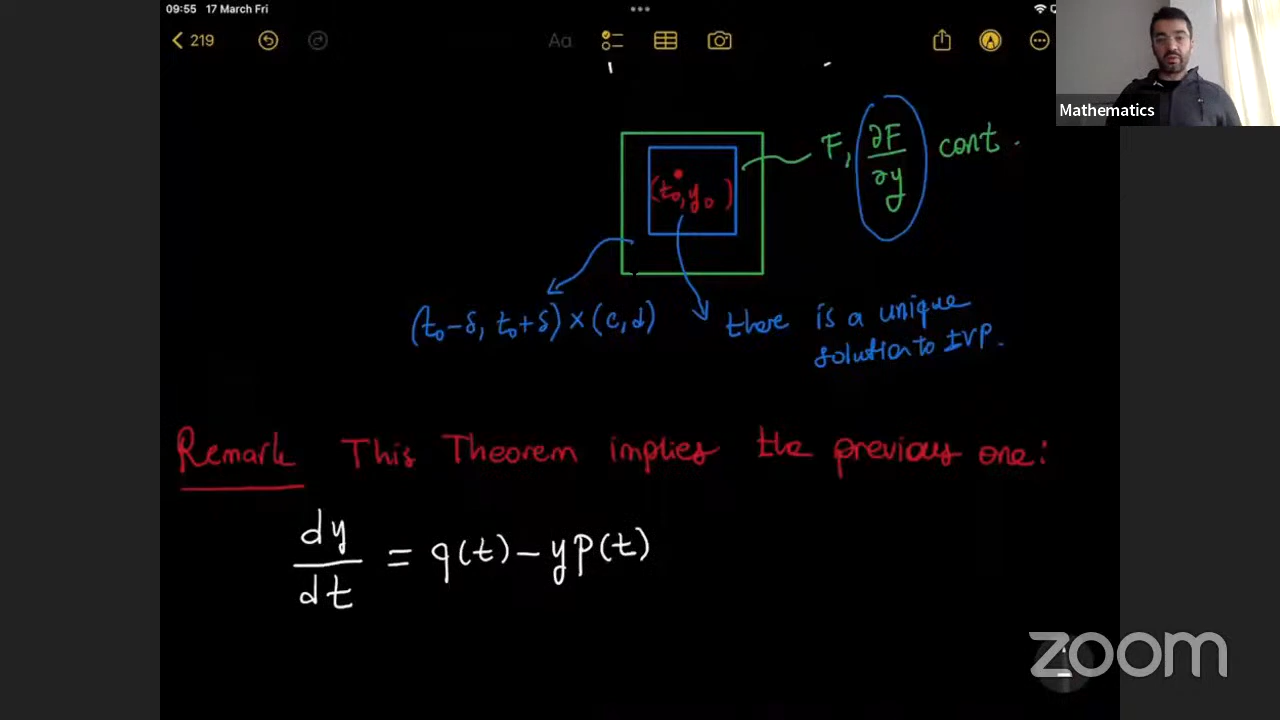 09:55 17 March Fri
219
Aa
Mathematics
F, ∂F/∂y cont.
(t₀, y₀)
(t₀-δ, t₀+δ) × (c, d)
there is a unique
solution to IVP.
Remark This Theorem implies the previous one:
dy/dt = q(t) - y p(t)
zoom